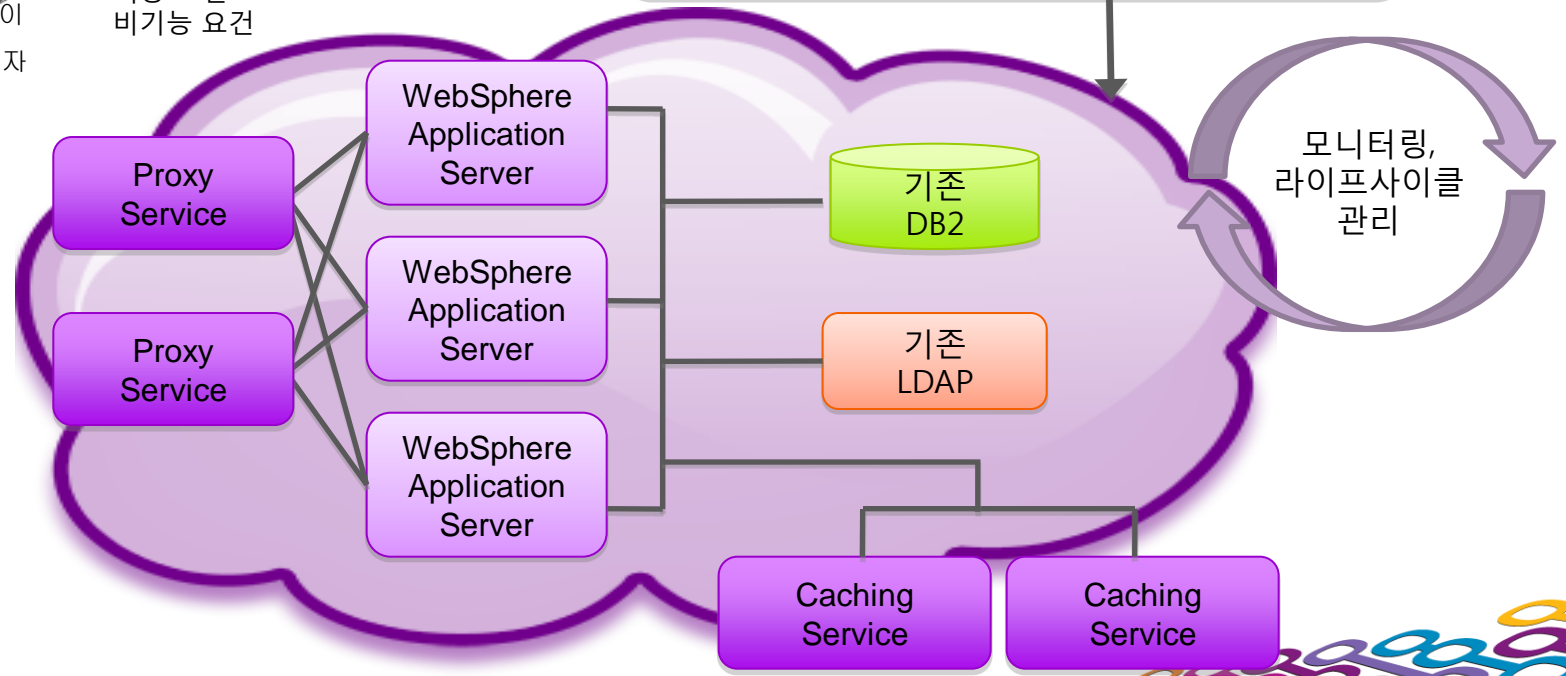 이
비기능 요건
자
WebSphere
Application
Server
Proxy
Service
기존
DB2
모니터링,
라이프사이클
관리
WebSphere
Application
Server
Proxy
Service
기존
LDAP
WebSphere
Application
Server
Caching
Service
Caching
Service